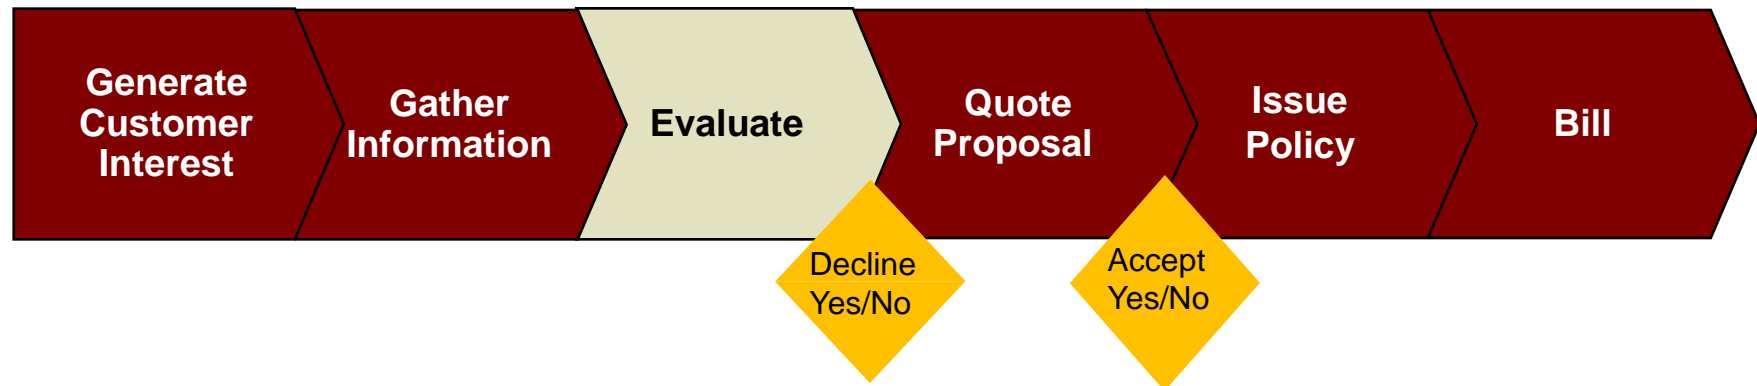 Generate
Customer
Interest
Gather
Information
Evaluate
Quote
Proposal
Issue
Policy
Bill
Decline
Yes/No
Accept
Yes/No